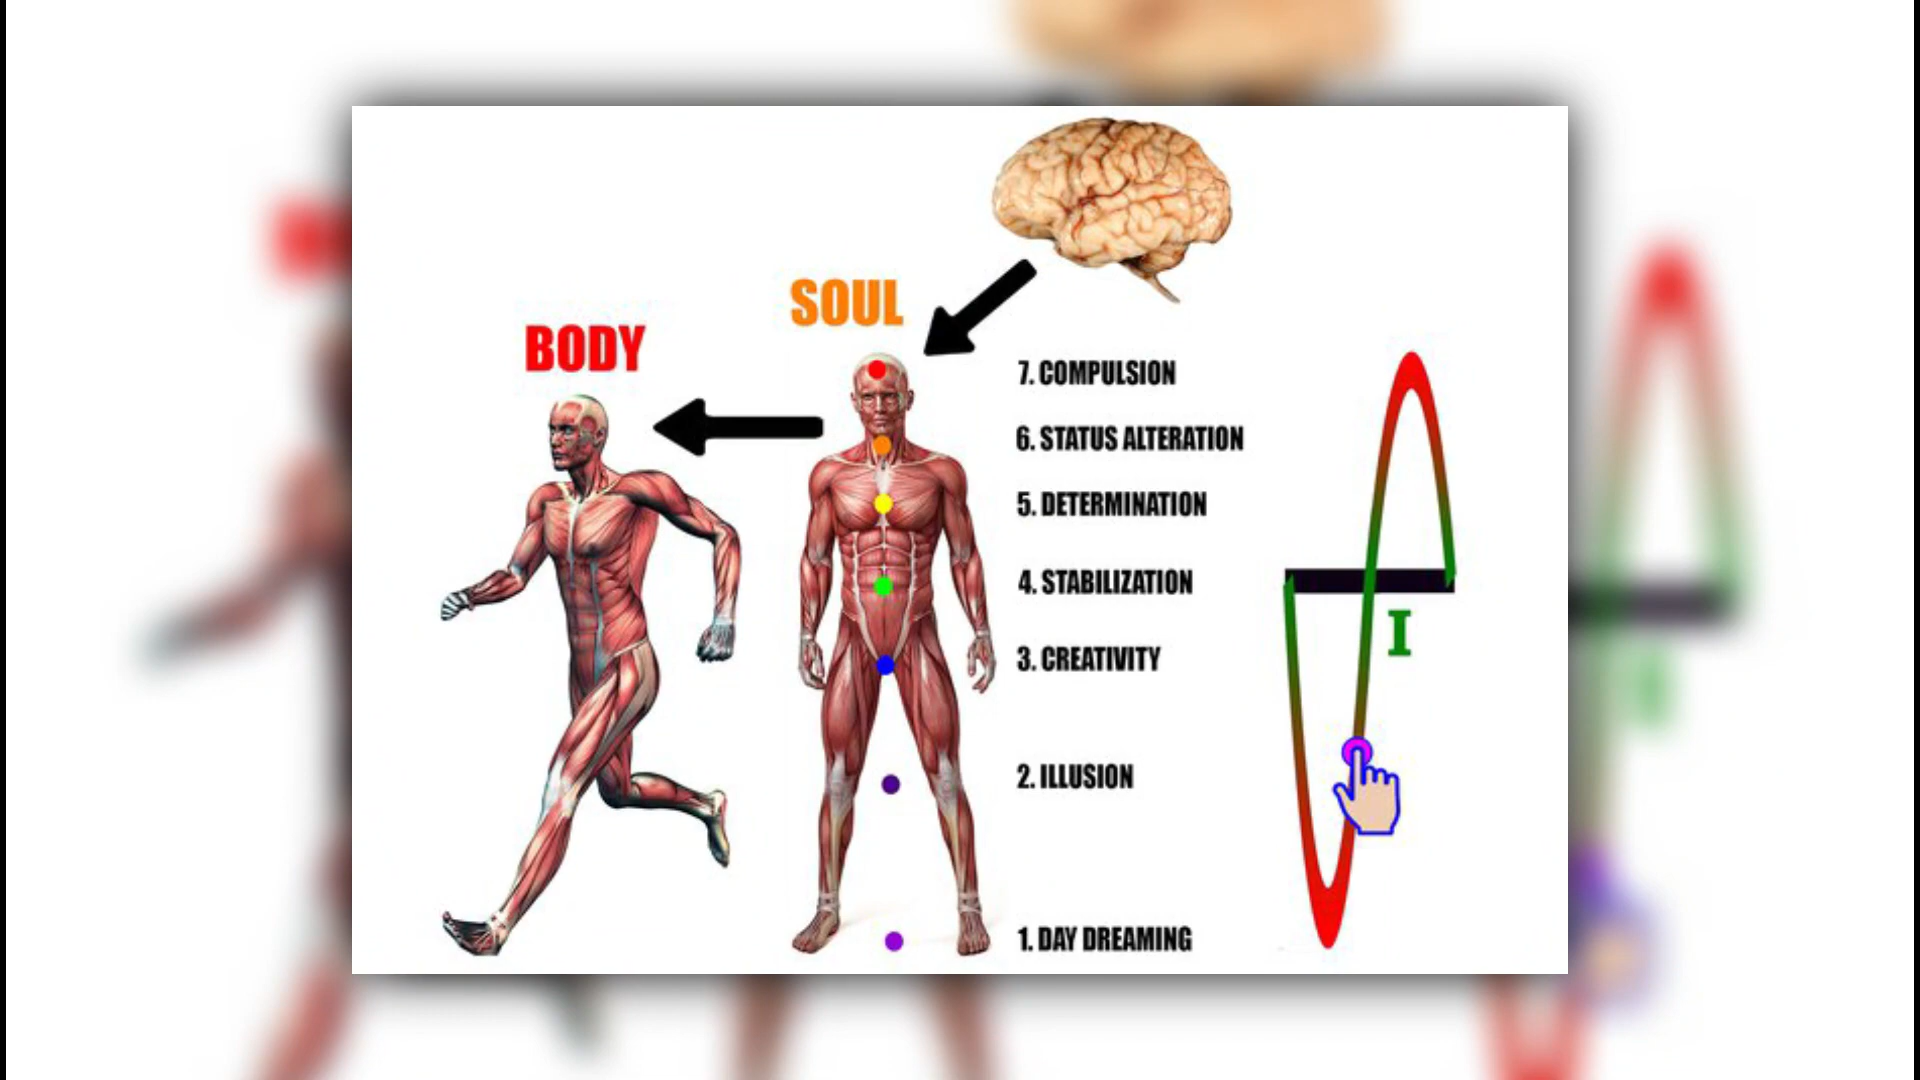 SOUL
BODY
7. COMPULSION
6. STATUS ALTERATION
5. DETERMINATION
4. STABILIZATION
I
3. CREATIVITY
2. ILLUSION
1. DAY DREAMING